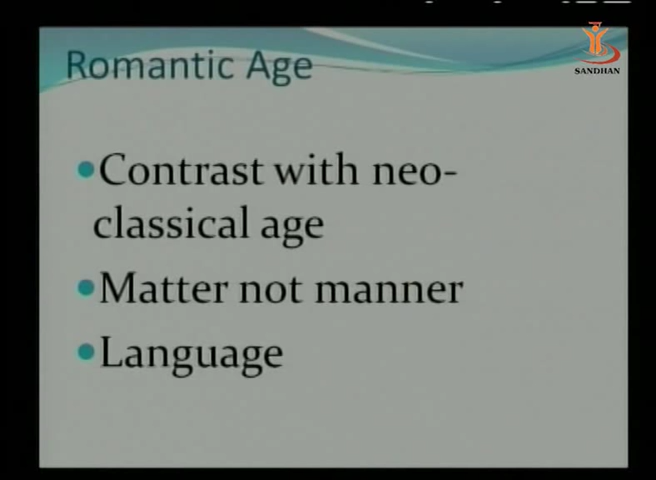 Romantic Age
SANDHAN
•Contrast with neo-
classical age
•Matter not manner
•Language